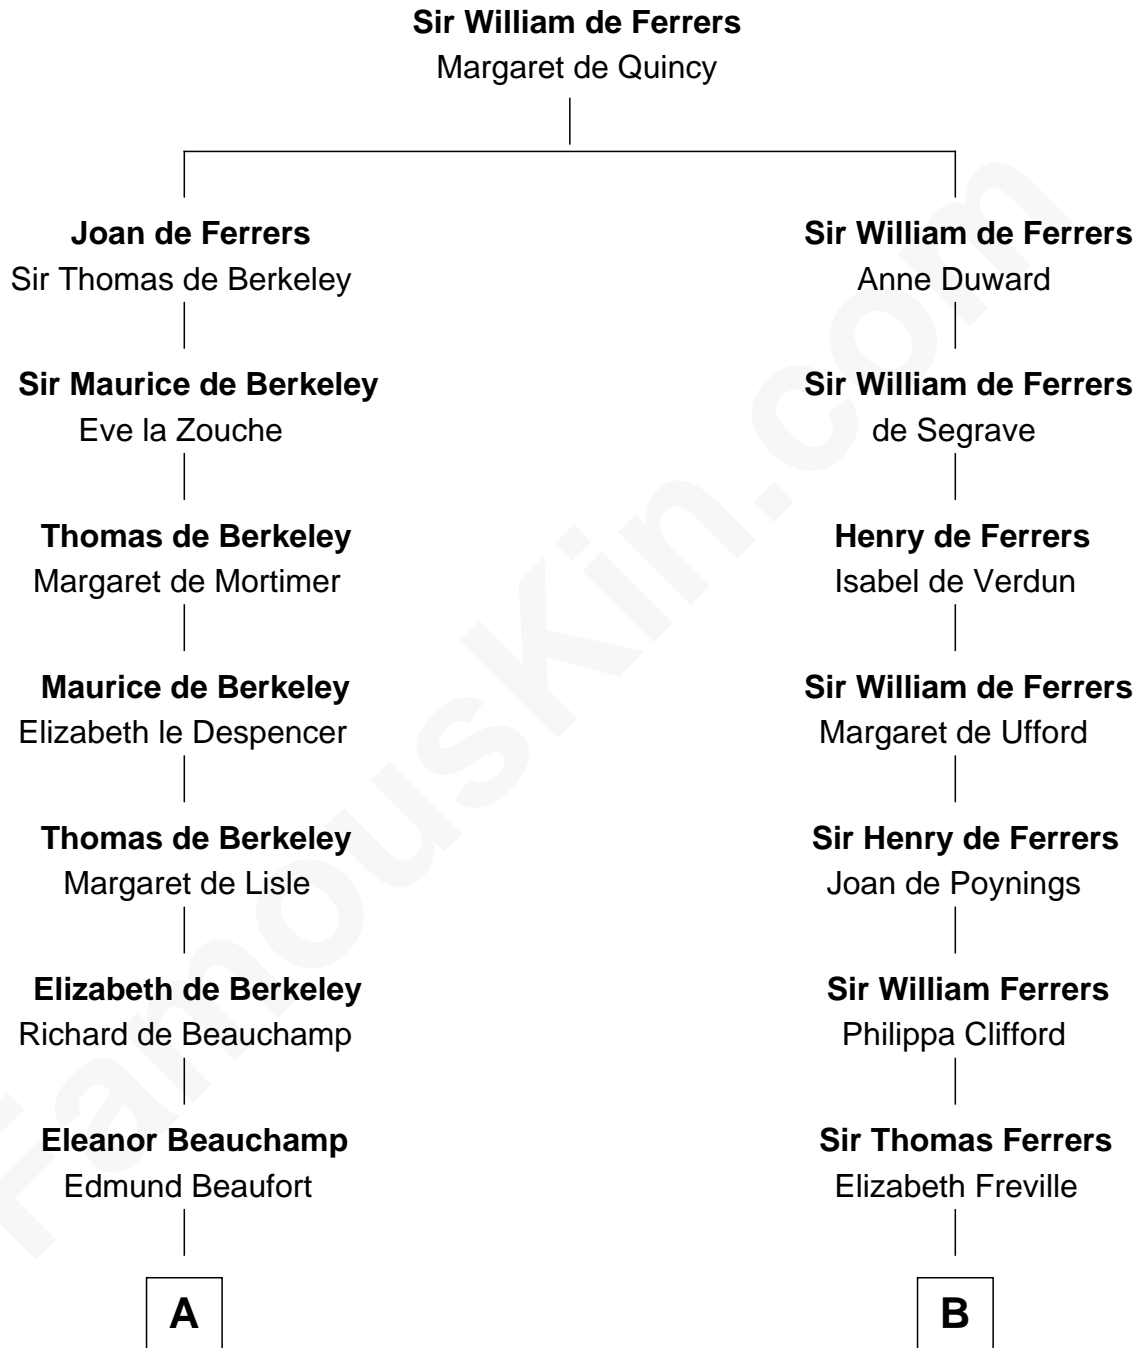 Sir William de Ferrers
Margaret de Quincy
Joan de Ferrers
Sir Thomas de Berkeley
Sir William de Ferrers
Anne Duward
Sir Maurice de Berkeley
Eve la Zouche
Sir William de Ferrers
de Segrave
Thomas de Berkeley
Margaret de Mortimer
Henry de Ferrers
Isabel de Verdun
Maurice de Berkeley
Elizabeth le Despencer
Sir William de Ferrers
Margaret de Ufford
Thomas de Berkeley
Margaret de Lisle
Sir Henry de Ferrers
Joan de Poynings
Elizabeth de Berkeley
Richard de Beauchamp
Sir William Ferrers
Philippa Clifford
Eleanor Beauchamp
Edmund Beaufort
Sir Thomas Ferrers
Elizabeth Freville
A
B
FamousKin.com